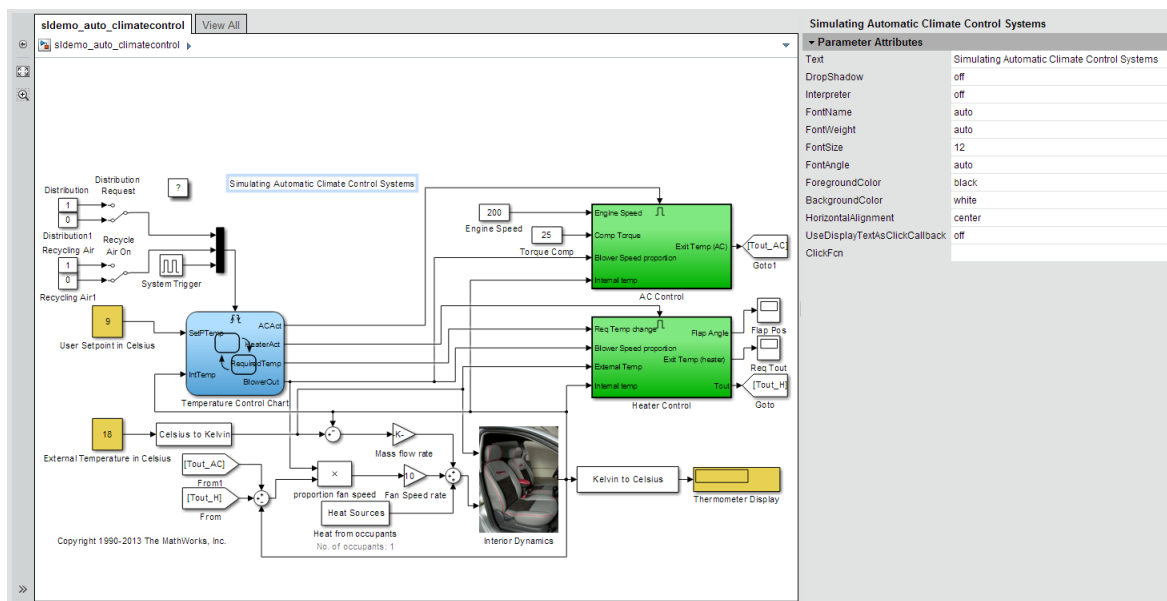 sldemo_auto_climatecontrol
View All
sldemo_auto_climatecontrol
Simulating Automatic Climate Control Systems
Distribution
Distribution
Request
1
0
Distribution1
Recycling Air
Recycle
Air On
1
0
Recycling Air1
?
System Trigger
9
User Setpoint in Celsius
SetPTemp
IntTemp
ACAct
HeaterAct
RequiredTemp
BlowerOut
Temperature Control Chart
200
Engine Speed
25
Torque Comp
Engine Speed
Comp Torque
Blower Speed proportion
Internal temp
Exit Temp (AC)
AC Control
[Tout_AC]
Goto1
Req Temp change
Blower Speed proportion
External Temp
Internal temp
Flap Angle
Exit Temp (heater)
Tout
Heater Control
Flap Pos
Req Tout
[Tout_H]
Goto
18
External Temperature in Celsius
Celsius to Kelvin
-K-
Mass flow rate
[Tout_AC]
From1
[Tout_H]
From
×
proportion fan speed
10
Fan Speed rate
Heat Sources
Heat from occupants
No. of occupants: 1
Interior Dynamics
Kelvin to Celsius
Thermometer Display
Copyright 1990-2013 The MathWorks, Inc.
Simulating Automatic Climate Control Systems
Parameter Attributes
Text Simulating Automatic Climate Control Systems
DropShadow off
Interpreter off
FontName auto
FontWeight auto
FontSize 12
FontAngle auto
ForegroundColor black
BackgroundColor white
HorizontalAlignment center
UseDisplayTextAsClickCallback off
ClickFcn